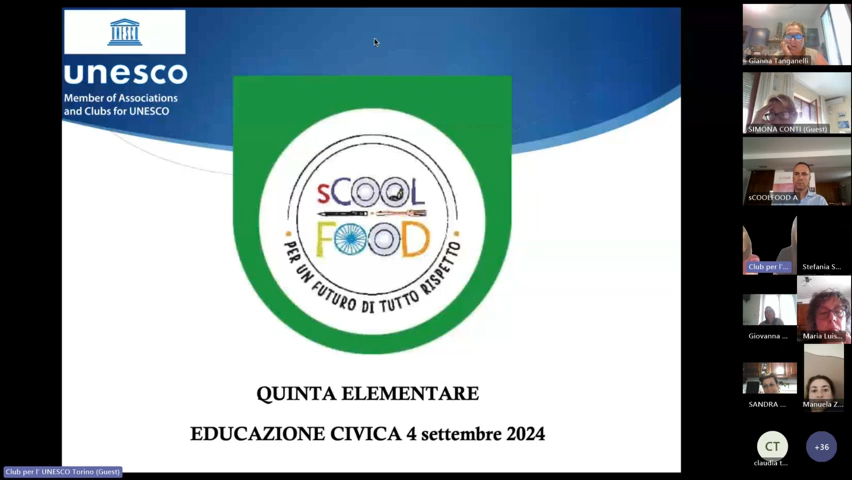 unesco
Member of Associations
and Clubs for UNESCO
sCOOL
FOOD
PER UN FUTURO DI TUTTO RISPETTO
QUINTA ELEMENTARE
EDUCAZIONE CIVICA 4 settembre 2024
Club per l' UNESCO Torino (Guest)
Gianna Tanganelli
SIMONA CONTI (Guest)
sCOOLFOOD A
Club per l'...
Stefania S...
Giovanna ...
Maria Luis...
SANDRA ...
Manuela Z...
CT
+36
claudia t...